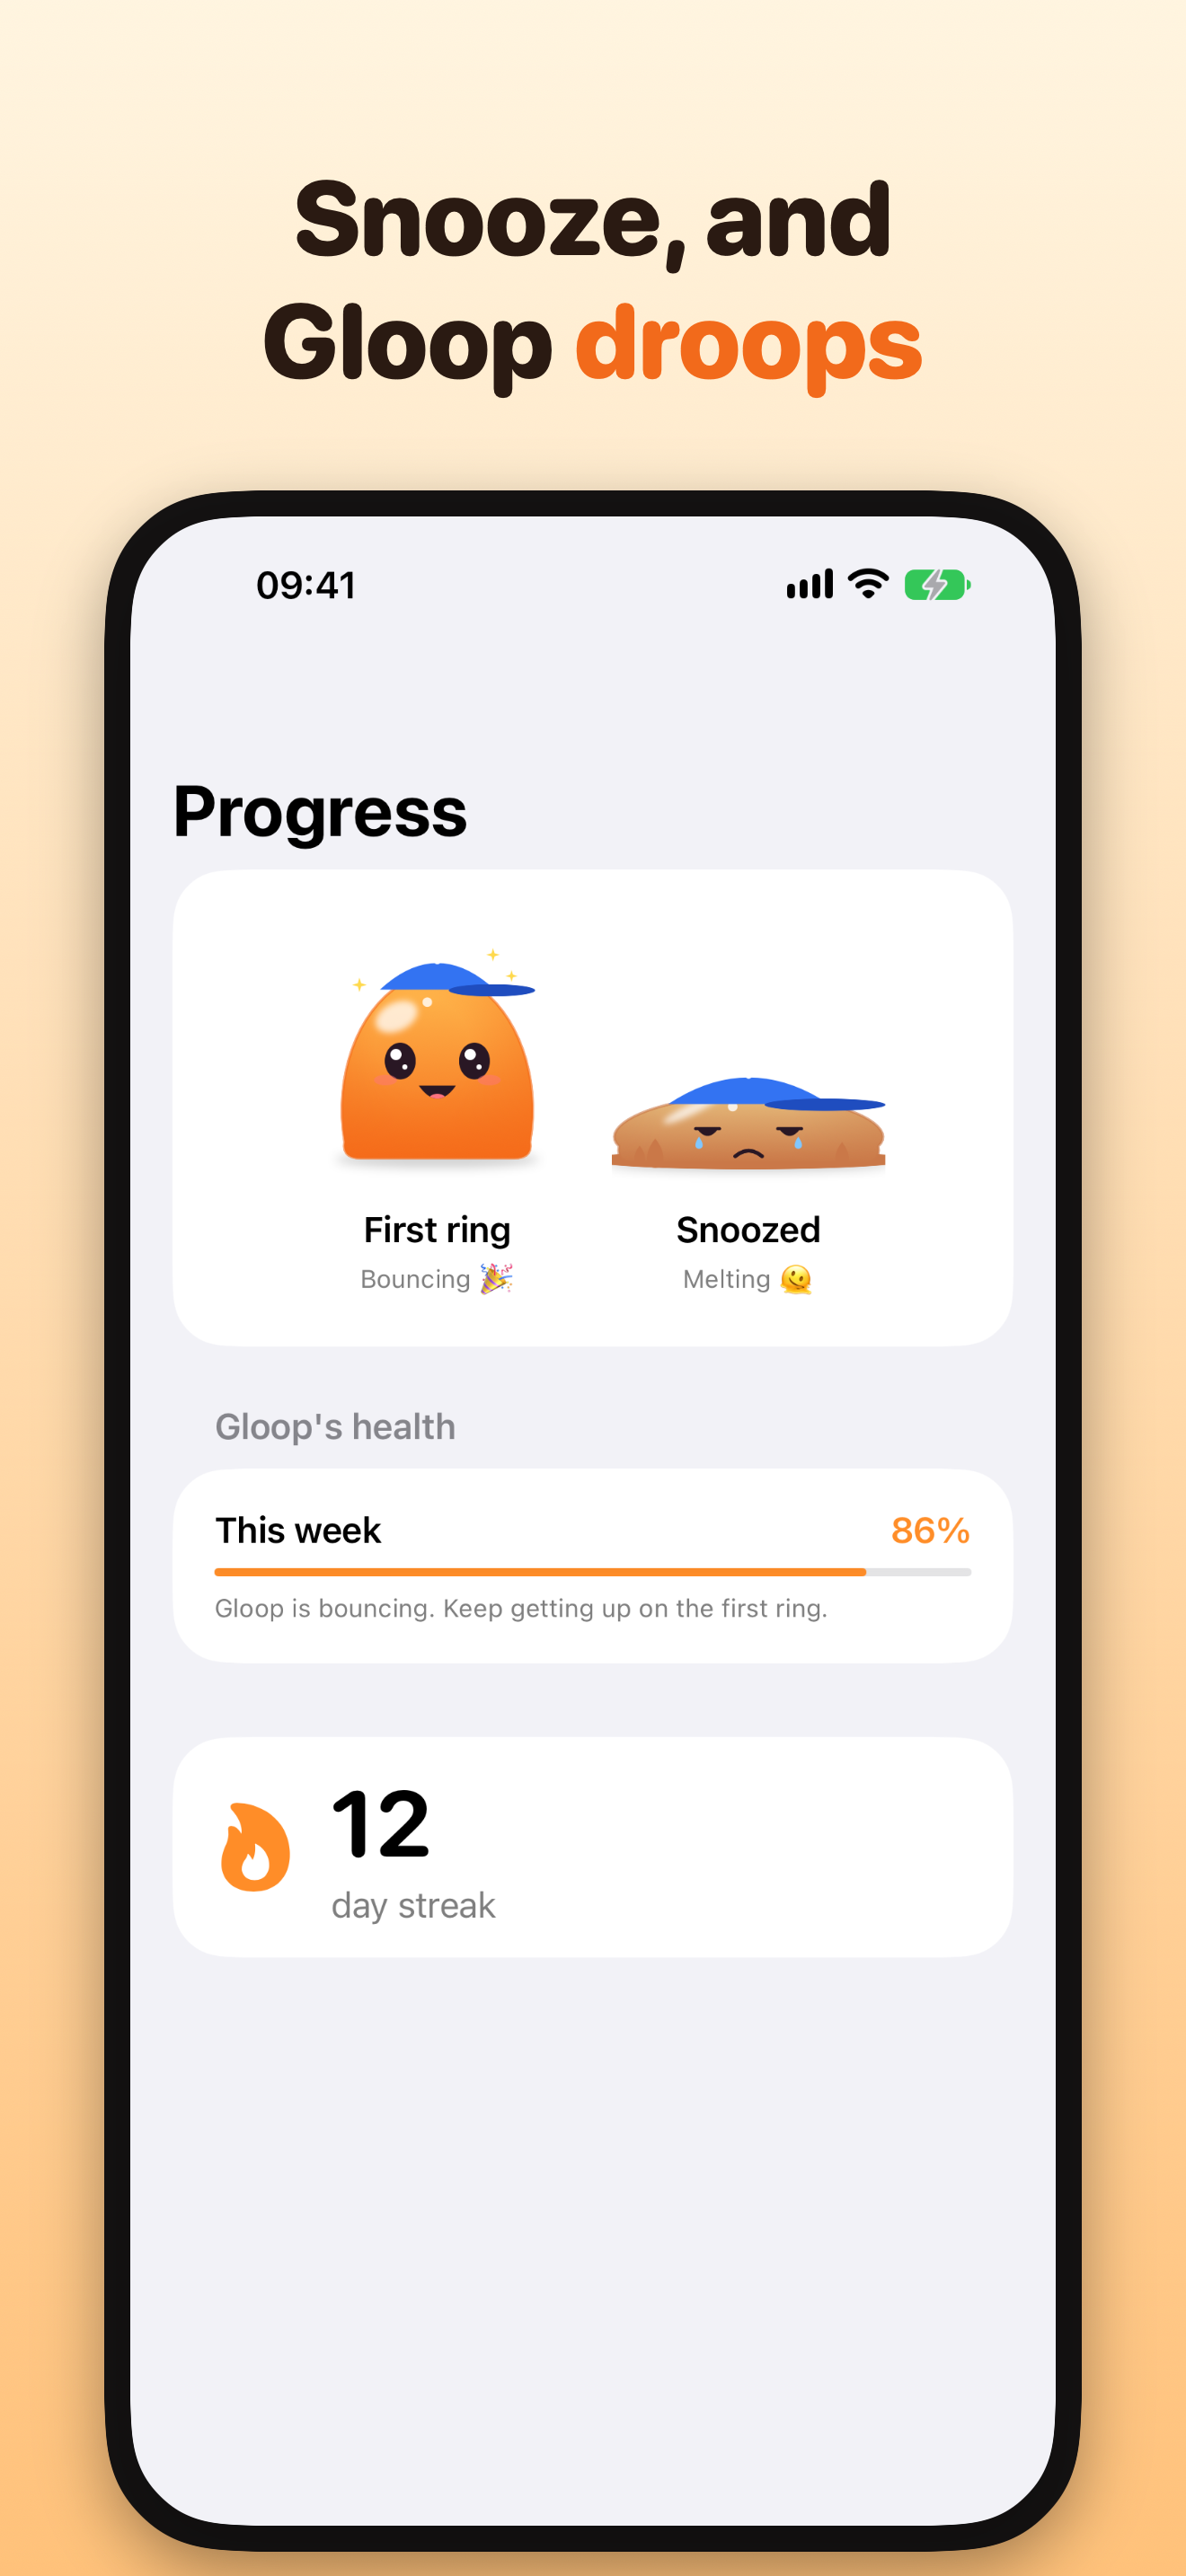 Snooze, and
Gloop droops
09:41
Progress
First ring
Bouncing 🎉
Snoozed
Melting 🫠
Gloop's health
This week
86%
Gloop is bouncing. Keep getting up on the first ring.
12
day streak